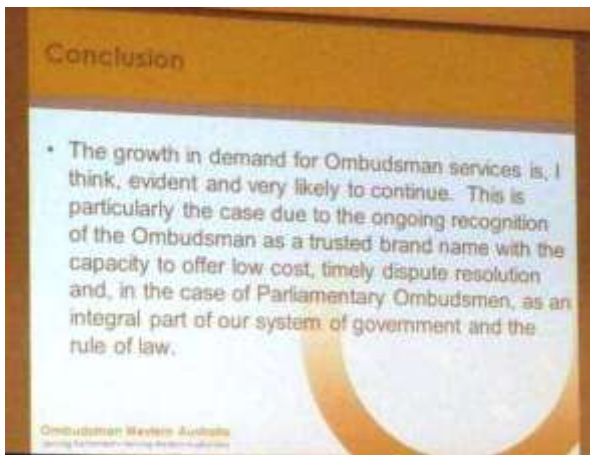 Conclusion
• The growth in demand for Ombudsman services is, I
think, evident and very likely to continue. This is
particularly the case due to the ongoing recognition
of the Ombudsman as a trusted brand name with the
capacity to offer low cost, timely dispute resolution
and, in the case of Parliamentary Ombudsmen, as an
integral part of our system of government and the
rule of law.
Ombudsman Western Australia